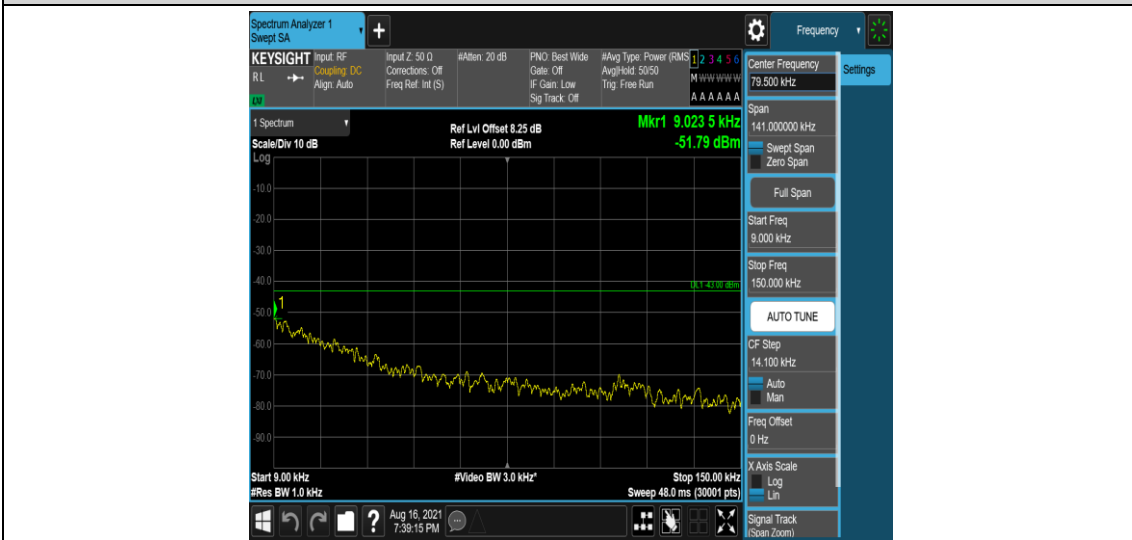 Spectrum Analyzer 1
Swept SA
+
Frequency
KEYSIGHT
RL
LXI
Input: RF
Coupling: DC
Align: Auto
Input Z: 50 Ω
Corrections: Off
Freq Ref: Int (S)
#Atten: 20 dB
PNO: Best Wide
Gate: Off
IF Gain: Low
Sig Track: Off
#Avg Type: Power (RMS
Avg|Hold: 50/50
Trig: Free Run
1 2 3 4 5 6
M W W W W W
A A A A A A
1 Spectrum
Scale/Div 10 dB
Ref Lvl Offset 8.25 dB
Ref Level 0.00 dBm
Mkr1 9.023 5 kHz
-51.79 dBm
Log
-10.0
-20.0
-30.0
-40.0
DL1 -43.00 dBm
1
-50.0
-60.0
-70.0
-80.0
-90.0
Start 9.00 kHz
#Video BW 3.0 kHz*
Stop 150.00 kHz
#Res BW 1.0 kHz
Sweep 48.0 ms (30001 pts)
?
Aug 16, 2021
7:39:15 PM
Center Frequency
79.500 kHz
Settings
Span
141.000000 kHz
Swept Span
Zero Span
Full Span
Start Freq
9.000 kHz
Stop Freq
150.000 kHz
AUTO TUNE
CF Step
14.100 kHz
Auto
Man
Freq Offset
0 Hz
X Axis Scale
Log
Lin
Signal Track
(Span Zoom)